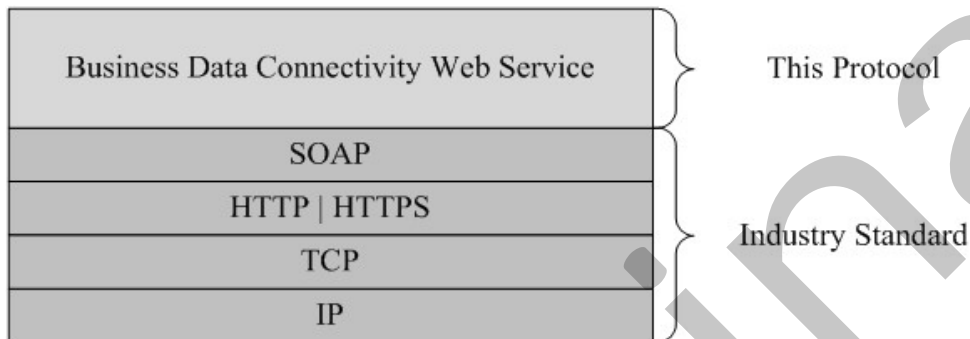 Business Data Connectivity Web Service
This Protocol
SOAP
HTTP | HTTPS
TCP
IP
Industry Standard